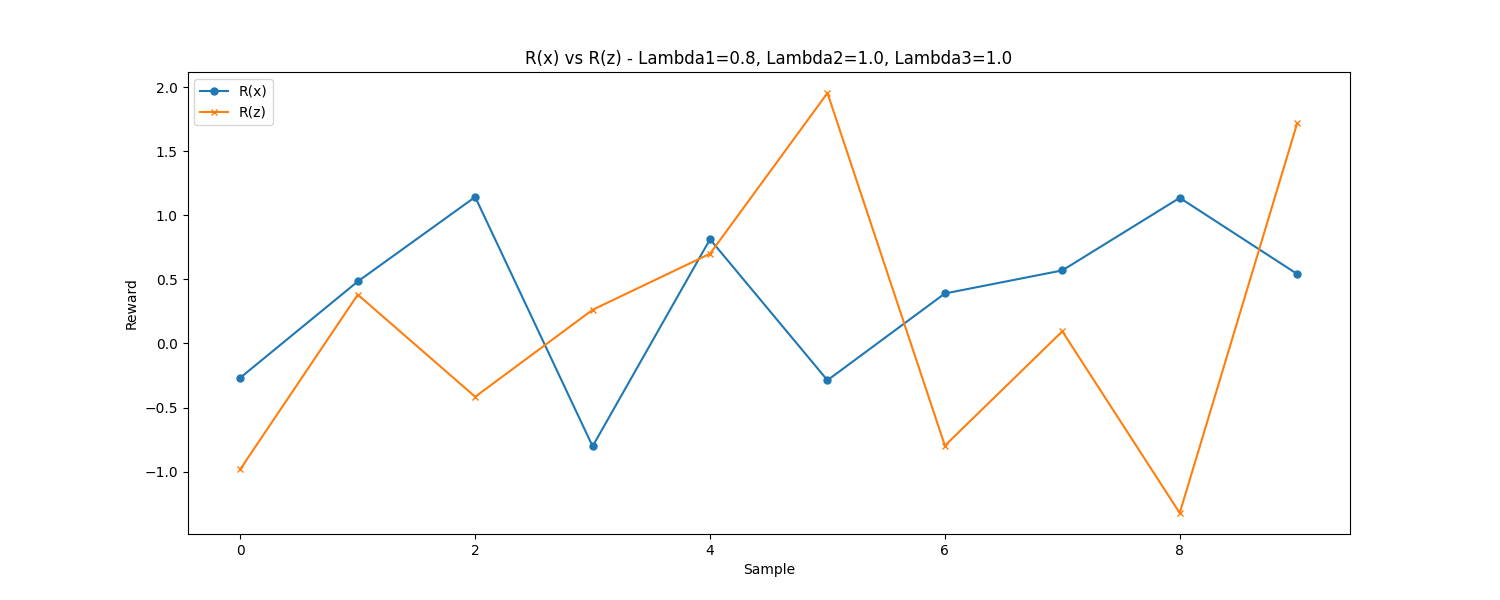 R(x) vs R(z) - Lambda1=0.8, Lambda2=1.0, Lambda3=1.0
R(x)
R(z)
2.0
1.5
1.0
0.5
0.0
−0.5
−1.0
Reward
0 2 4 6 8
Sample